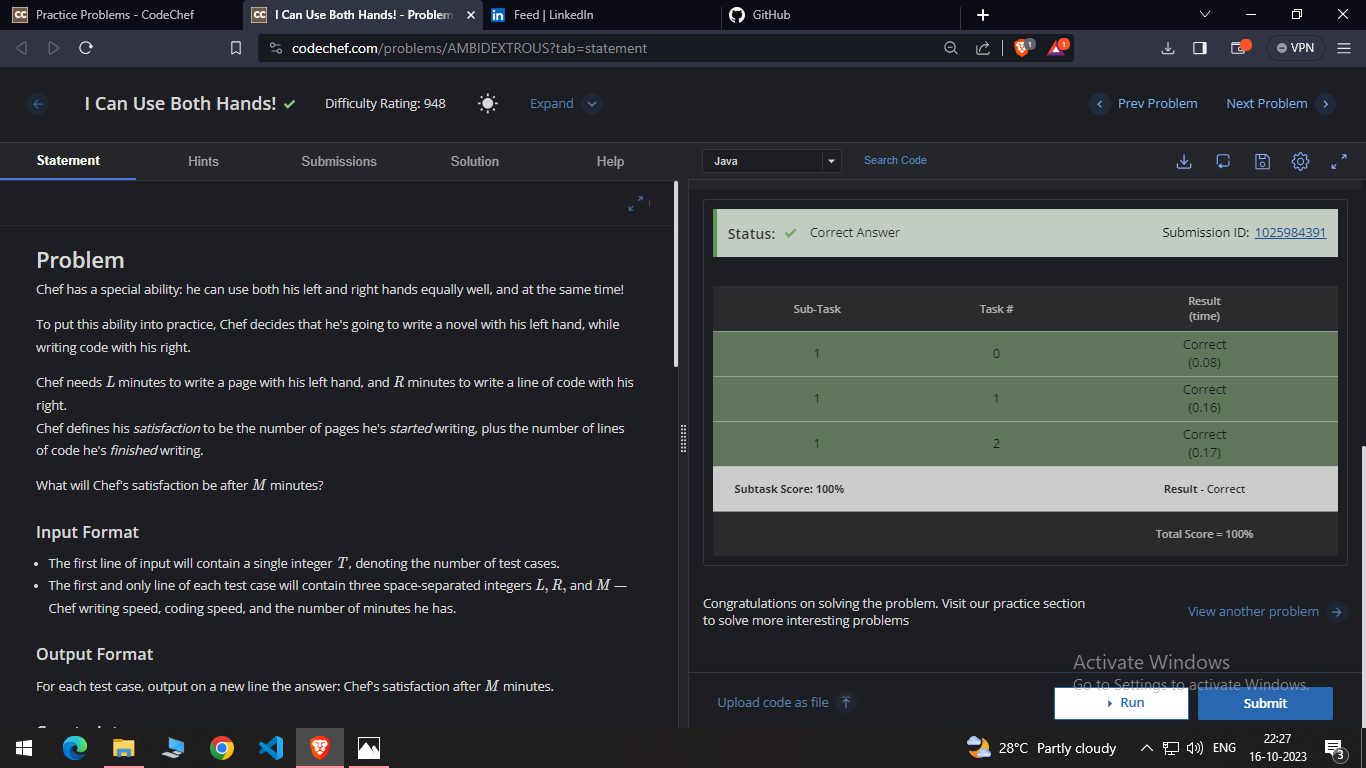 Practice Problems - CodeChef
I Can Use Both Hands! - Problem
Feed | LinkedIn
GitHub
codechef.com/problems/AMBIDEXTROUS?tab=statement
1
1
VPN
I Can Use Both Hands!
Difficulty Rating: 948
Expand
Prev Problem
Next Problem
Statement
Hints
Submissions
Solution
Help
Java
Search Code
Problem
Chef has a special ability: he can use both his left and right hands equally well, and at the same time!
To put this ability into practice, Chef decides that he's going to write a novel with his left hand, while
writing code with his right.
Chef needs L minutes to write a page with his left hand, and R minutes to write a line of code with his
right.
Chef defines his satisfaction to be the number of pages he's started writing, plus the number of lines
of code he's finished writing.
What will Chef's satisfaction be after M minutes?
Input Format
The first line of input will contain a single integer T, denoting the number of test cases.
The first and only line of each test case will contain three space-separated integers L, R, and M —
Chef writing speed, coding speed, and the number of minutes he has.
Output Format
For each test case, output on a new line the answer: Chef's satisfaction after M minutes.
Status:
Correct Answer
Submission ID: 1025984391
Sub-Task
Task #
Result
(time)
1
0
Correct
(0.08)
1
1
Correct
(0.16)
1
2
Correct
(0.17)
Subtask Score: 100%
Result - Correct
Total Score = 100%
Congratulations on solving the problem. Visit our practice section
to solve more interesting problems
View another problem
Activate Windows
Go to Settings to activate Windows.
Upload code as file
Run
Submit
28°C Partly cloudy
ENG
22:27
16-10-2023
3